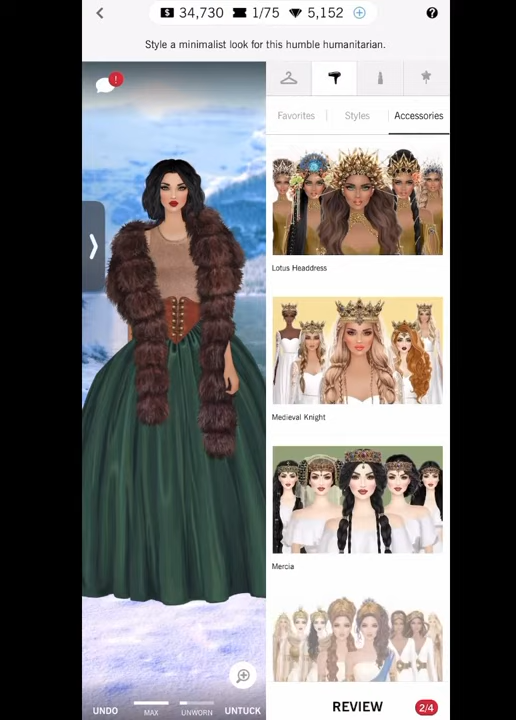 34,730 1/75 5,152
?
Style a minimalist look for this humble humanitarian.
!
Favorites Styles Accessories
Lotus Headdress
Medieval Knight
Mercia
UNDO MAX UNWORN UNTUCK
REVIEW 2/4